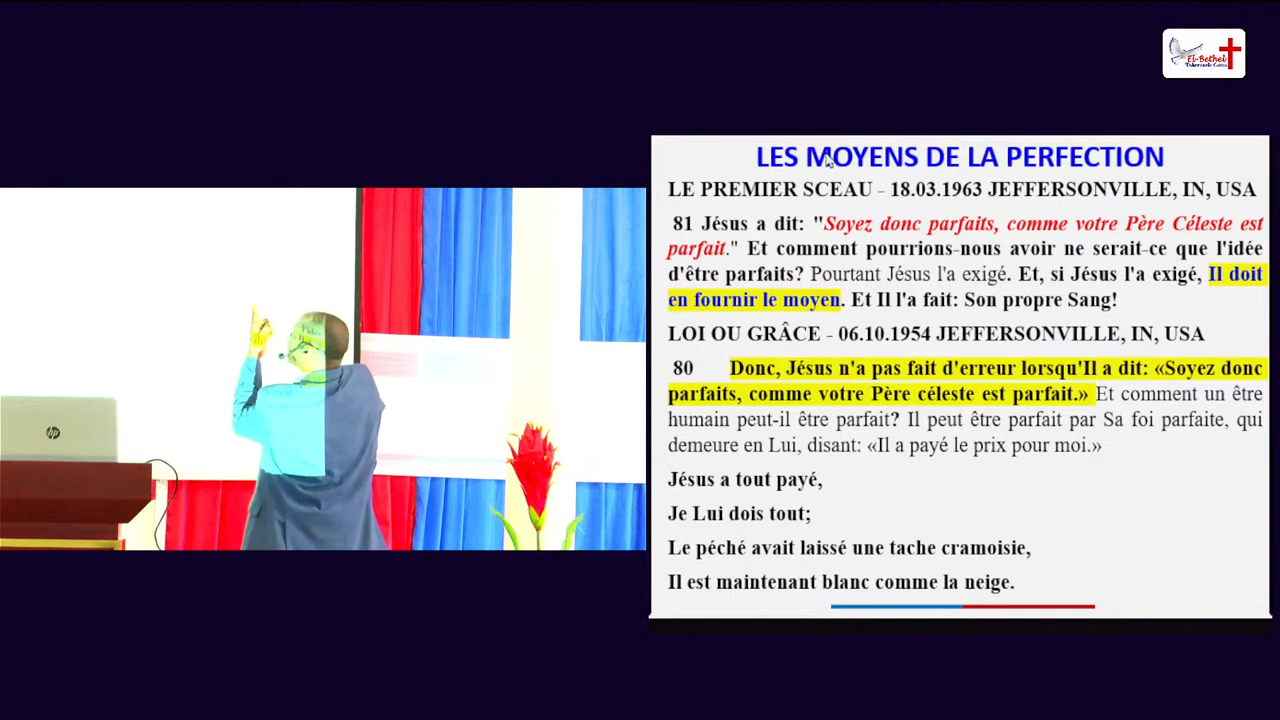 El-Bethel
LES MOYENS DE LA PERFECTION
LE PREMIER SCEAU - 18.03.1963 JEFFERSONVILLE, IN, USA
81 Jésus a dit: "Soyez donc parfaits, comme votre Père Céleste est
parfait." Et comment pourrions-nous avoir ne serait-ce que l'idée
d'être parfaits? Pourtant Jésus l'a exigé. Et, si Jésus l'a exigé, Il doit
en fournir le moyen. Et Il l'a fait: Son propre Sang!
LOI OU GRÂCE - 06.10.1954 JEFFERSONVILLE, IN, USA
80 Donc, Jésus n'a pas fait d'erreur lorsqu'Il a dit: «Soyez donc
parfaits, comme votre Père céleste est parfait.» Et comment un être
humain peut-il être parfait? Il peut être parfait par Sa foi parfaite, qui
demeure en Lui, disant: «Il a payé le prix pour moi.»
Jésus a tout payé,
Je Lui dois tout;
Le péché avait laissé une tache cramoisie,
Il est maintenant blanc comme la neige.
hp